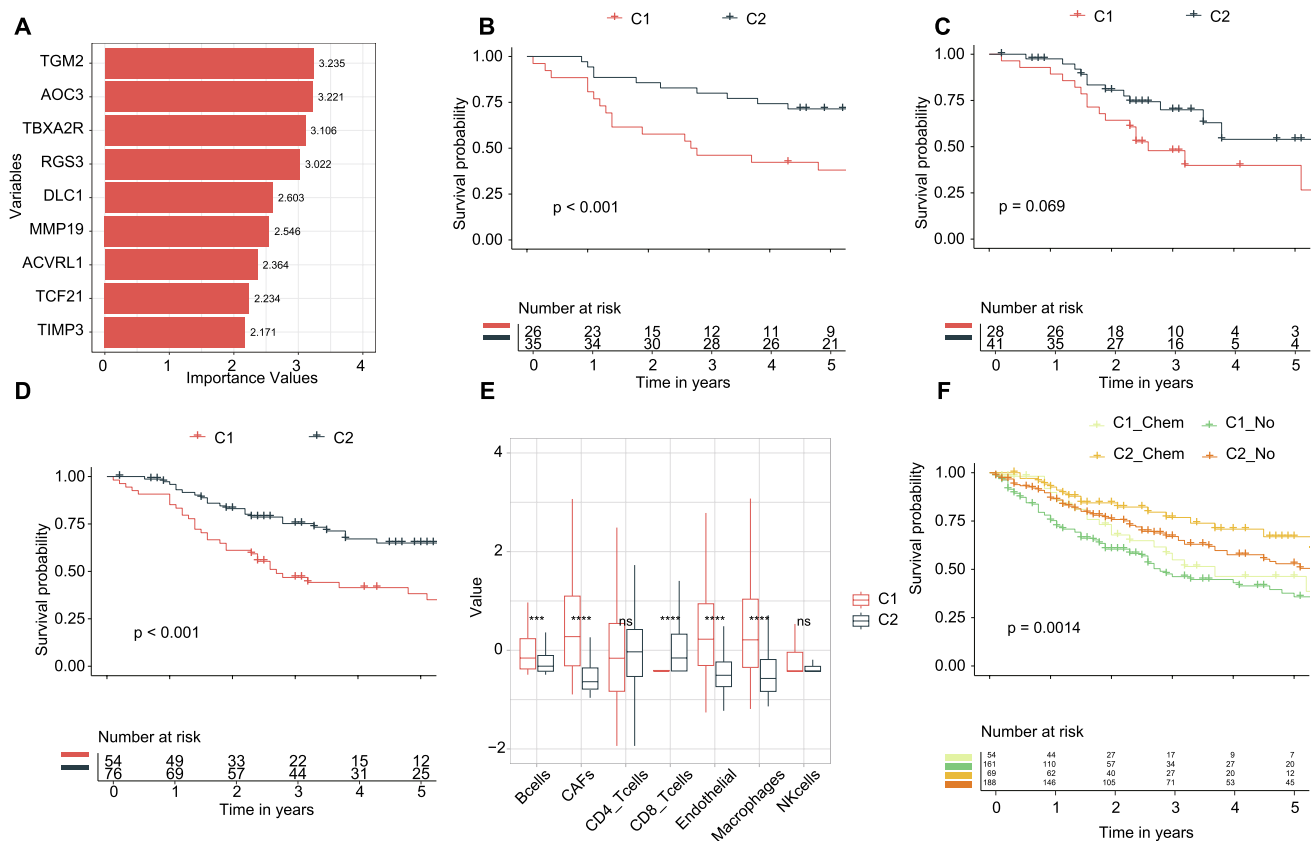 A
TGM2 3.235
AOC3 3.221
TBXA2R 3.106
RGS3 3.022
DLC1 2.603
MMP19 2.546
ACVRL1 2.364
TCF21 2.234
TIMP3 2.171
Variables
0 1 2 3 4
Importance Values
B
C1 C2
1.00
0.75
0.50
0.25
0.00
Survival probability
p < 0.001
Number at risk
26 23 15 12 11 9
35 34 30 28 26 21
0 1 2 3 4 5
Time in years
C
C1 C2
1.00
0.75
0.50
0.25
0.00
Survival probability
p = 0.069
Number at risk
28 26 18 10 4 3
41 35 27 16 5 4
0 1 2 3 4 5
Time in years
D
C1 C2
1.00
0.75
0.50
0.25
0.00
Survival probability
p < 0.001
Number at risk
54 49 33 22 15 12
76 69 57 44 31 25
0 1 2 3 4 5
Time in years
E
4
2
0
−2
Value
*** **** ns **** **** **** ns
Bcells
CAFs
CD4_Tcells
CD8_Tcells
Endothelial
Macrophages
NKcells
C1
C2
F
C1_Chem C1_No
C2_Chem C2_No
1.00
0.75
0.50
0.25
0.00
Survival probability
p = 0.0014
Number at risk
54 44 27 17 9 7
161 110 57 34 27 20
69 62 40 27 20 12
188 146 105 71 53 45
0 1 2 3 4 5
Time in years